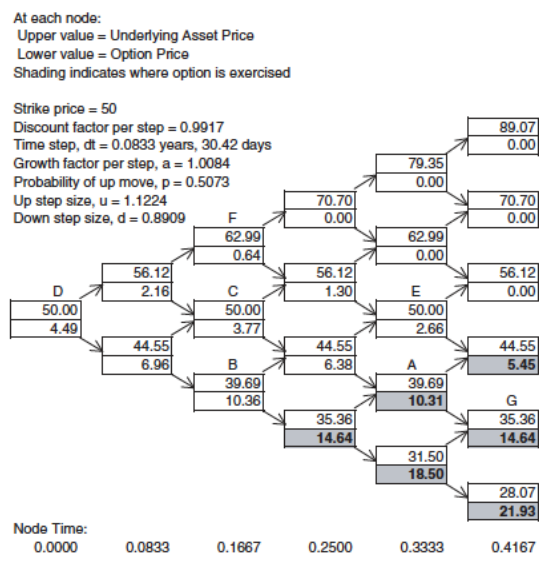 At each node:
Upper value = Underlying Asset Price
Lower value = Option Price
Shading indicates where option is exercised
Strike price = 50
Discount factor per step = 0.9917
Time step, dt = 0.0833 years, 30.42 days
Growth factor per step, a = 1.0084
Probability of up move, p = 0.5073
Up step size, u = 1.1224
Down step size, d = 0.8909
D
50.00
4.49
56.12
2.16
44.55
6.96
F
62.99
0.64
C
50.00
3.77
B
39.69
10.36
70.70
0.00
56.12
1.30
44.55
6.38
35.36
14.64
79.35
0.00
62.99
0.00
E
50.00
2.66
A
39.69
10.31
31.50
18.50
89.07
0.00
70.70
0.00
56.12
0.00
44.55
5.45
G
35.36
14.64
28.07
21.93
Node Time:
0.0000 0.0833 0.1667 0.2500 0.3333 0.4167